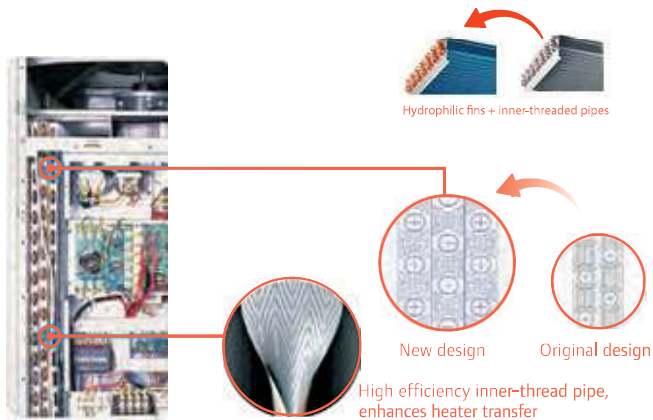 Hydrophilic fins + inner-threaded pipes
New design
Original design
High efficiency inner-thread pipe,
enhances heater transfer